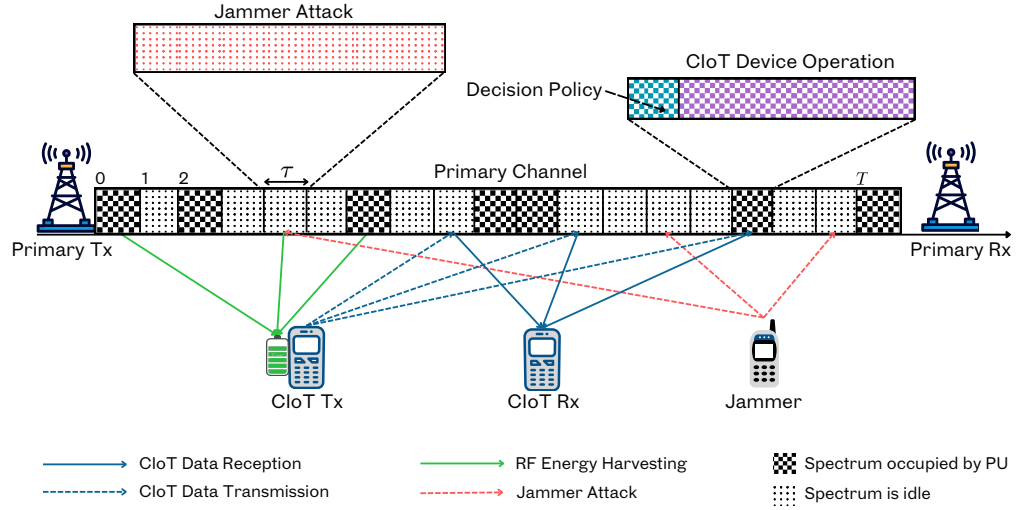 Jammer Attack
CIoT Device Operation
Decision Policy
0 1 2
τ
Primary Channel
T
Primary Tx
Primary Rx
CIoT Tx
CIoT Rx
Jammer
CIoT Data Reception
RF Energy Harvesting
Spectrum occupied by PU
CIoT Data Transmission
Jammer Attack
Spectrum is idle